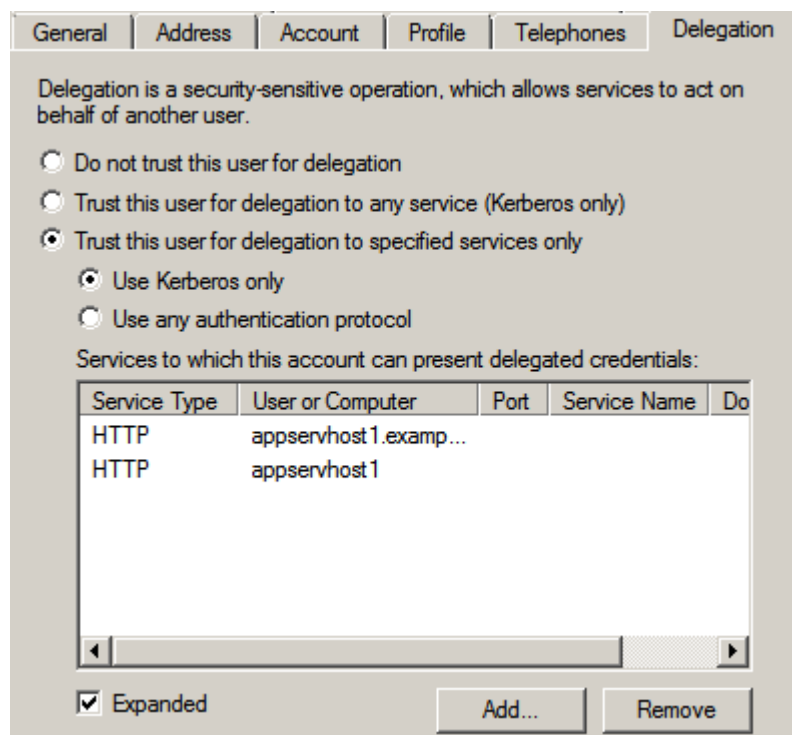 General Address Account Profile Telephones Delegation
Delegation is a security-sensitive operation, which allows services to act on
behalf of another user.
Do not trust this user for delegation
Trust this user for delegation to any service (Kerberos only)
Trust this user for delegation to specified services only
Use Kerberos only
Use any authentication protocol
Services to which this account can present delegated credentials:
Service Type User or Computer Port Service Name Do
HTTP appservhost1.examp...
HTTP appservhost1
Expanded Add... Remove